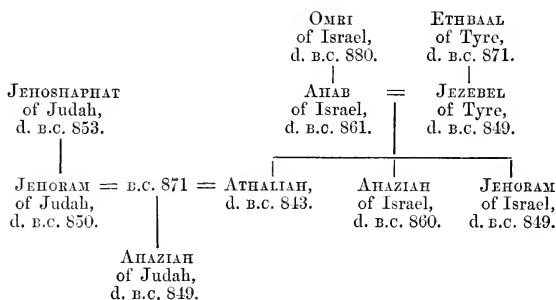 OMRI ETHBAAL
of Israel, of Tyre,
d. B.C. 880. d. B.C. 871.
JEHOSHAPHAT AHAB = JEZEBEL
of Judah, of Israel, of Tyre,
d. B.C. 853. d. B.C. 861. d. B.C. 849.
JEHORAM = B.C. 871 = ATHALIAH, AHAZIAH JEHORAM
of Judah, d. B.C. 843. of Israel, of Israel,
d. B.C. 850. d. B.C. 860. d. B.C. 849.
AHAZIAH
of Judah,
d. B.C. 849.